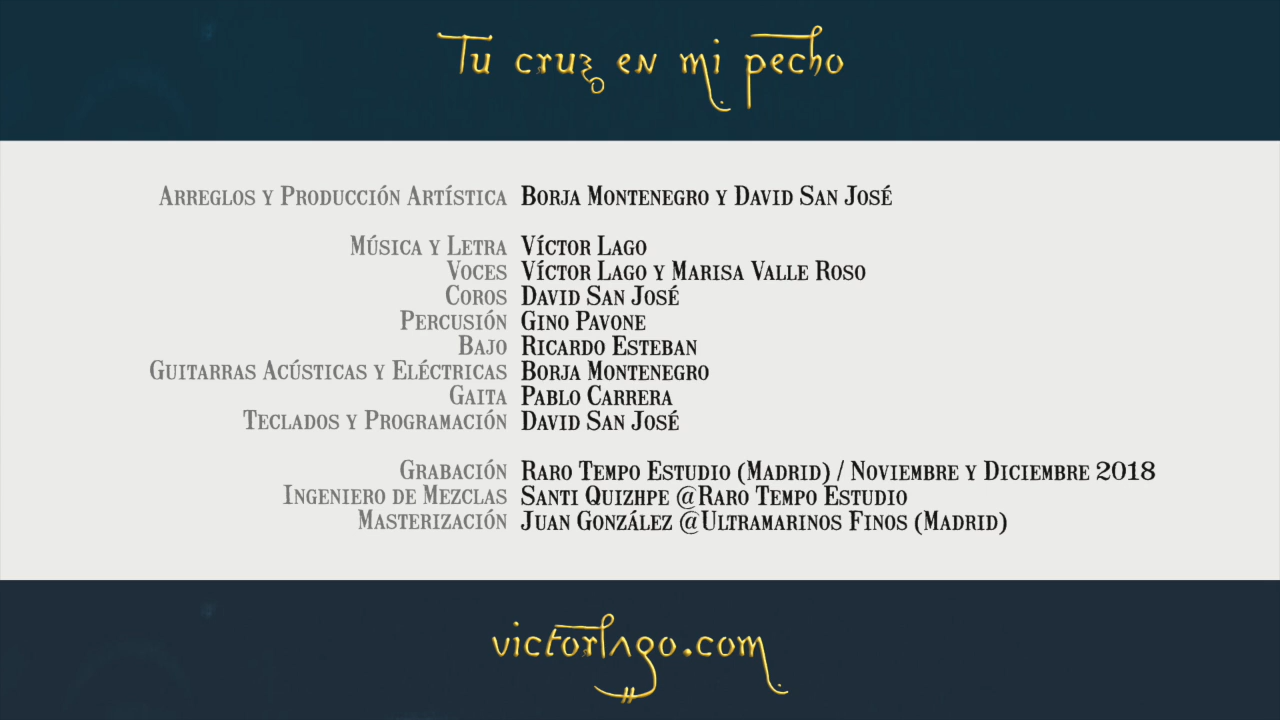 Tu cruz en mi pecho
Arreglos y Producción Artística Borja Montenegro y David San José
Música y Letra Víctor Lago
Voces Víctor Lago y Marisa Valle Roso
Coros David San José
Percusión Gino Pavone
Bajo Ricardo Esteban
Guitarras Acústicas y Eléctricas Borja Montenegro
Gaita Pablo Carrera
Teclados y Programación David San José
Grabación Raro Tempo Estudio (Madrid) / Noviembre y Diciembre 2018
Ingeniero de Mezclas Santi Quizhpe @Raro Tempo Estudio
Masterización Juan González @Ultramarinos Finos (Madrid)
victorlago.com